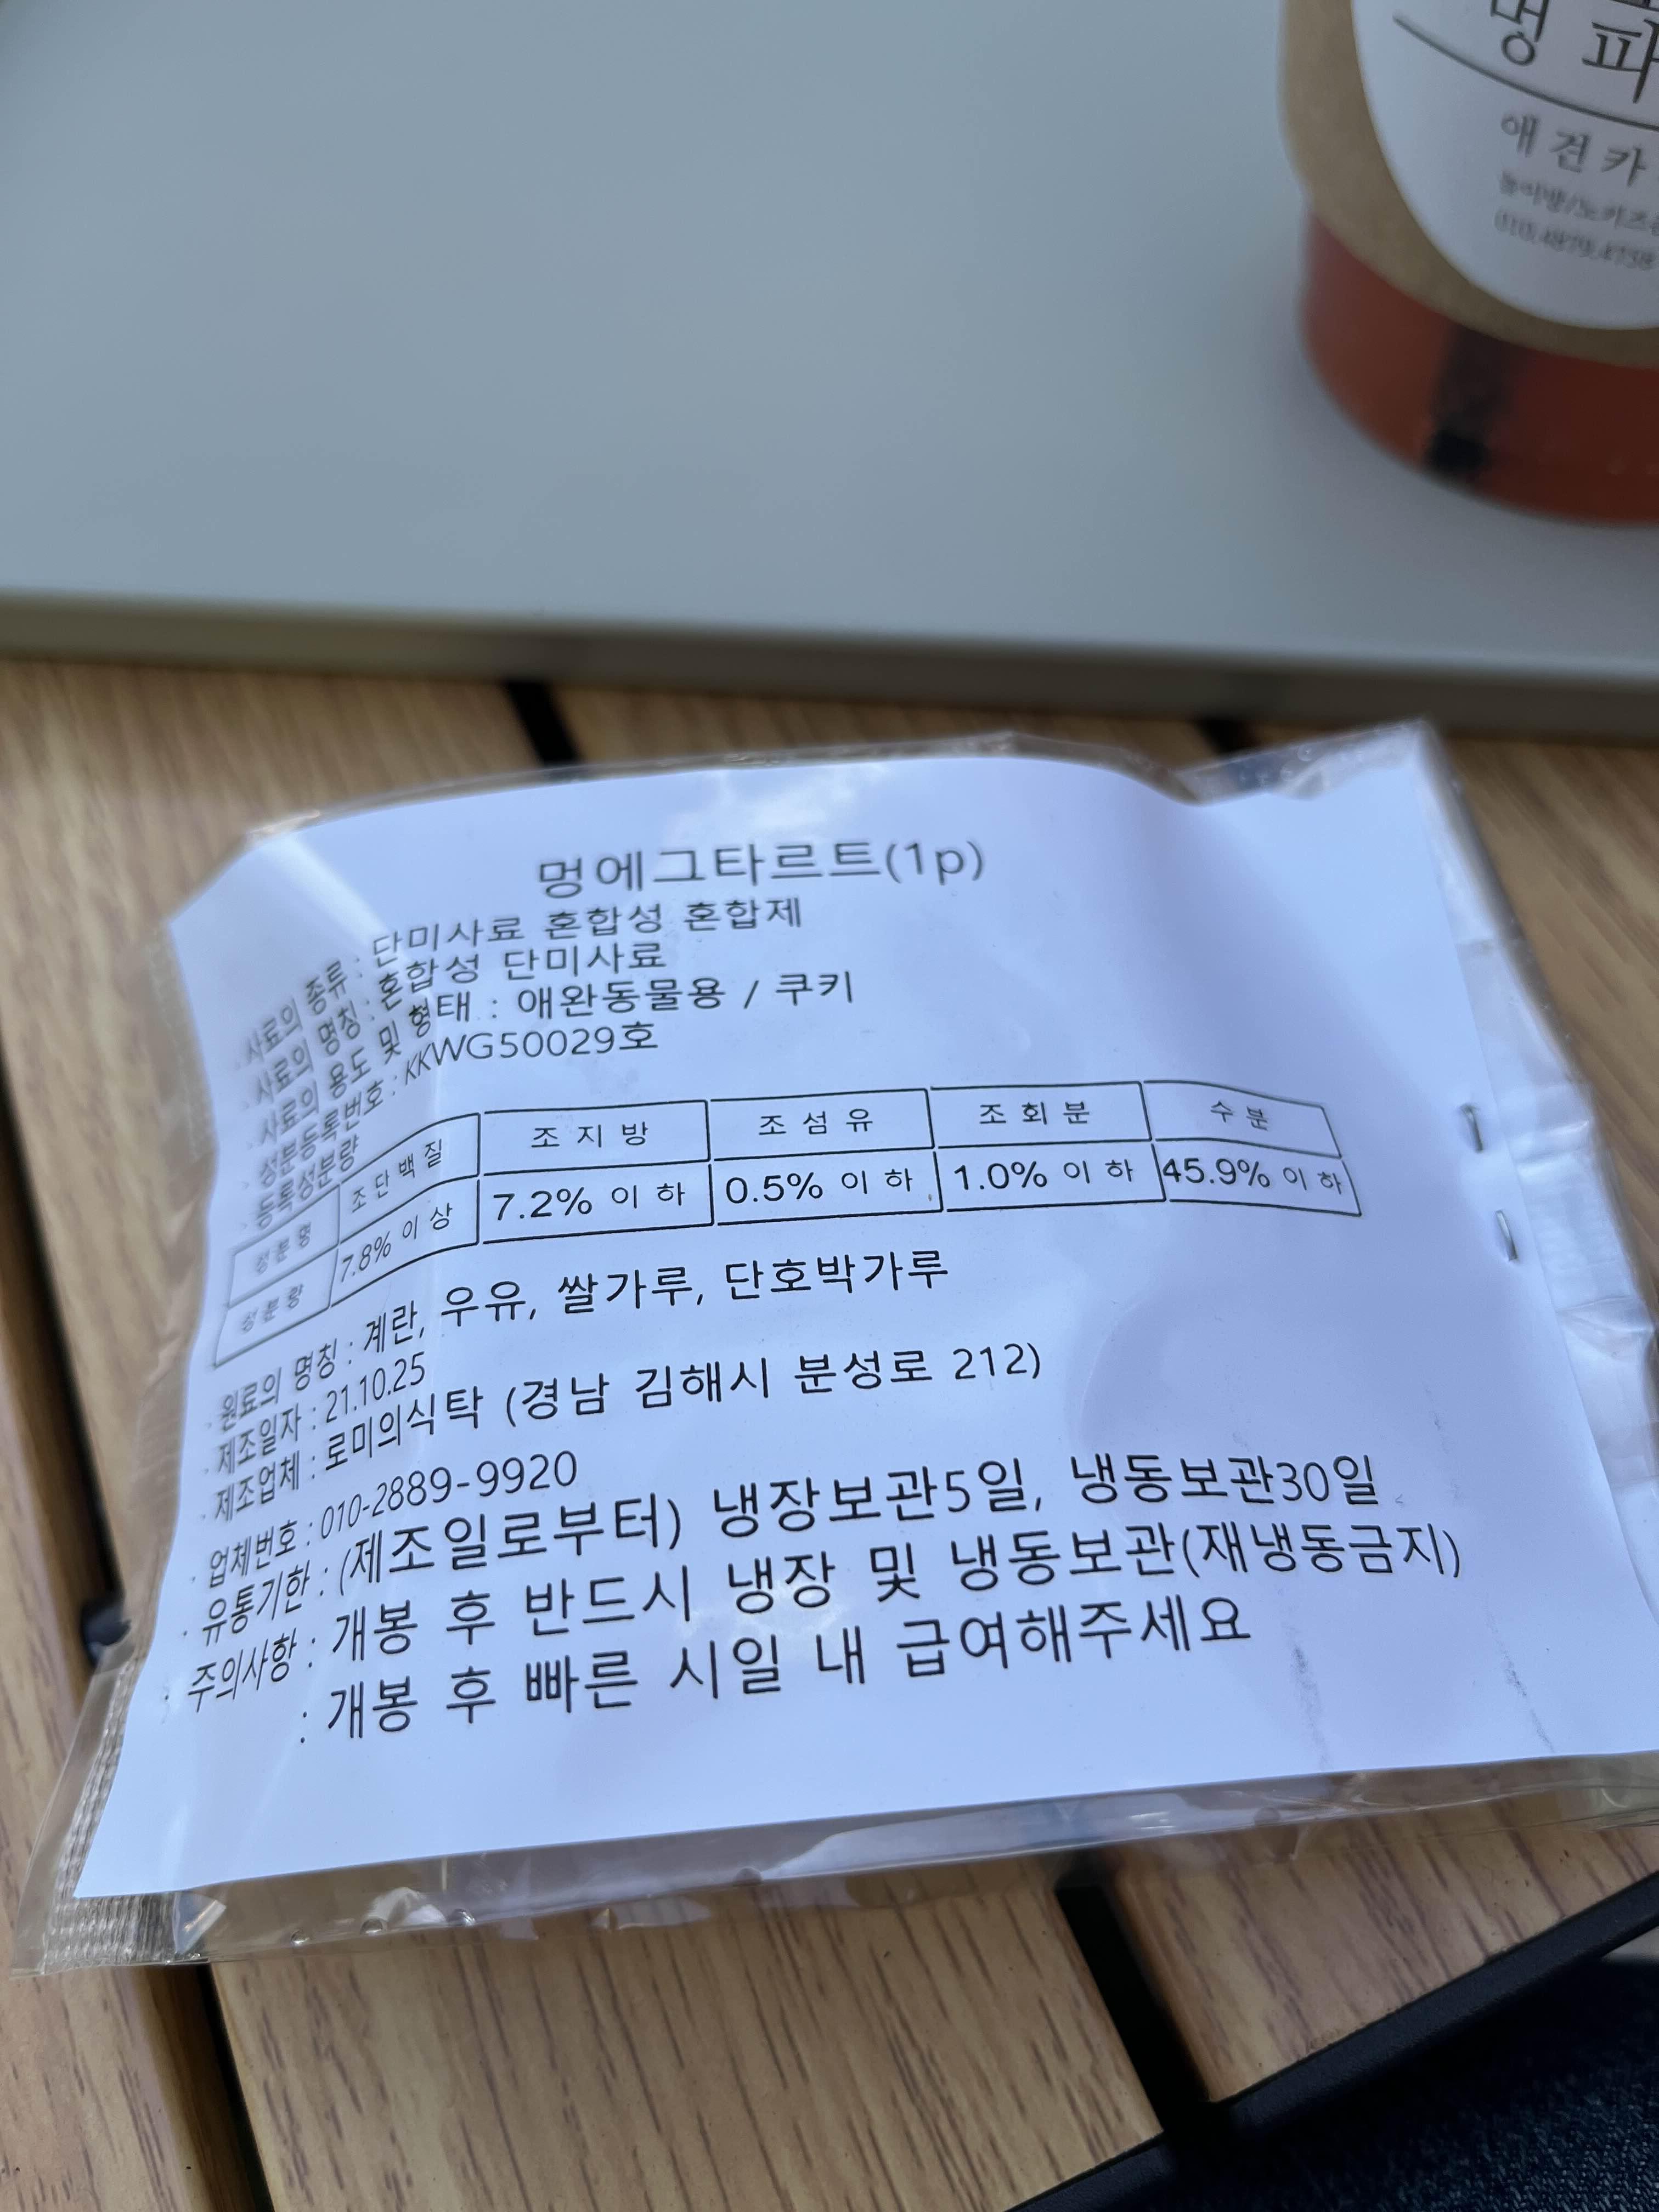 멍파
애견카
010.4879.4758
멍에그타르트(1p)
· 사료의 종류 : 단미사료 혼합성 혼합제
· 사료의 명칭 : 혼합성 단미사료
· 사료의 용도 및 형태 : 애완동물용 / 쿠키
· 성분등록번호 : KKWG50029호
· 등록성분량
성분명 조단백질 조지방 조섬유 조회분 수분
성분량 7.8% 이상 7.2% 이하 0.5% 이하 1.0% 이하 45.9% 이하
· 원료의 명칭 : 계란, 우유, 쌀가루, 단호박가루
· 제조일자 : 21.10.25
· 제조업체 : 로미의식탁 (경남 김해시 분성로 212)
· 업체번호 : 010-2889-9920
· 유통기한 : (제조일로부터) 냉장보관5일, 냉동보관30일
· 주의사항 : 개봉 후 반드시 냉장 및 냉동보관(재냉동금지)
: 개봉 후 빠른 시일 내 급여해주세요